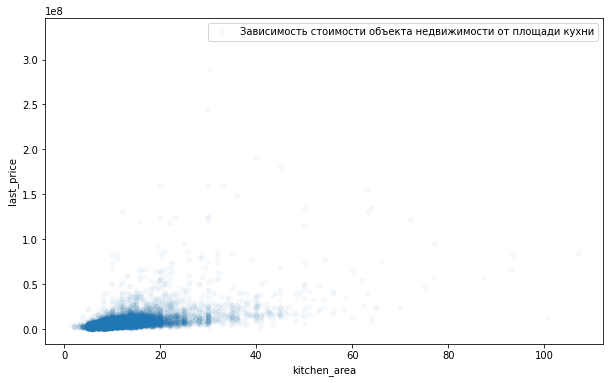 1e8
Зависимость стоимости объекта недвижимости от площади кухни
3.0
2.5
2.0
1.5
1.0
0.5
0.0
last_price
0 20 40 60 80 100
kitchen_area